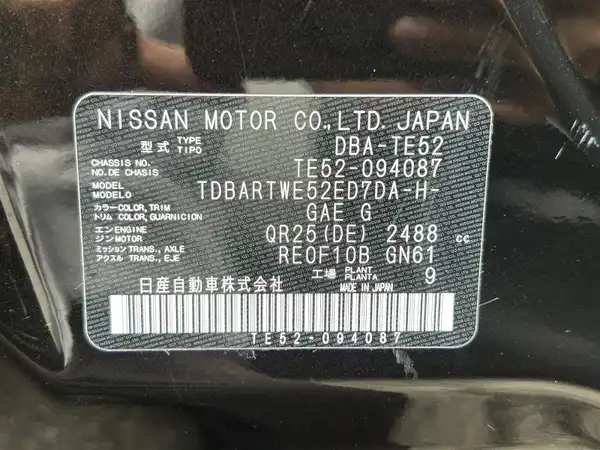 NISSAN MOTOR CO.,LTD. JAPAN
型式 TYPE TIPO DBA-TE52
CHASSIS NO. NO.DE CHASIS TE52-094087
MODEL MODELO TDBARTWE52ED7DA-H-
カラー COLOR, TRIM トリム COLOR, GUARNICION GAE G
エンジン ENGINE MOTOR QR25(DE) 2488 cc
ミッション TRANS., AXLE アクスル TRANS., EJE RE0F10B GN61
工場 PLANT PLANTA 9
日産自動車株式会社 MADE IN JAPAN
TE52-094087